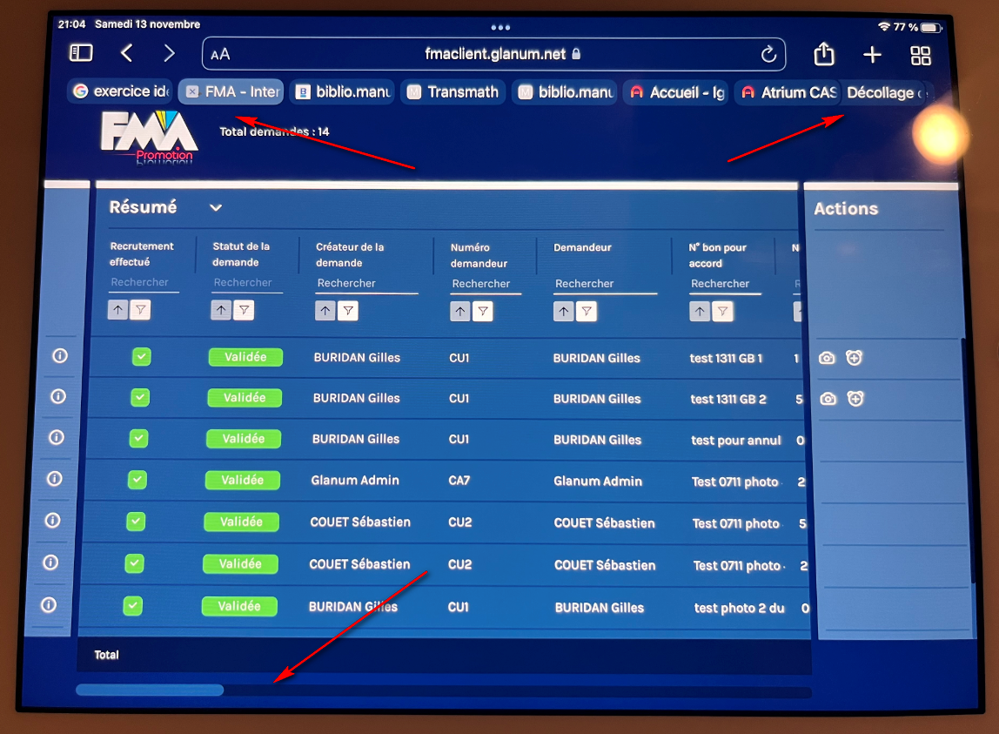 21:04 Samedi 13 novembre
77 %
AA fmaclient.glanum.net
exercice ide FMA - Inter biblio.manu Transmath biblio.manu Accueil - Ig Atrium CAS Décollage
FMA
Promotion
Total demandes : 14
Résumé
Actions
Recrutement effectué Statut de la demande Créateur de la demande Numéro demandeur Demandeur N° bon pour accord N
Rechercher Rechercher Rechercher Rechercher Rechercher Rechercher R
Validée BURIDAN Gilles CU1 BURIDAN Gilles test 1311 GB 1 1
Validée BURIDAN Gilles CU1 BURIDAN Gilles test 1311 GB 2 5
Validée BURIDAN Gilles CU1 BURIDAN Gilles test pour annul 0
Validée Glanum Admin CA7 Glanum Admin Test 0711 photo 2
Validée COUET Sébastien CU2 COUET Sébastien Test 0711 photo 5
Validée COUET Sébastien CU2 COUET Sébastien Test 0711 photo 2
Validée BURIDAN Gilles CU1 BURIDAN Gilles test photo 2 du 0
Total